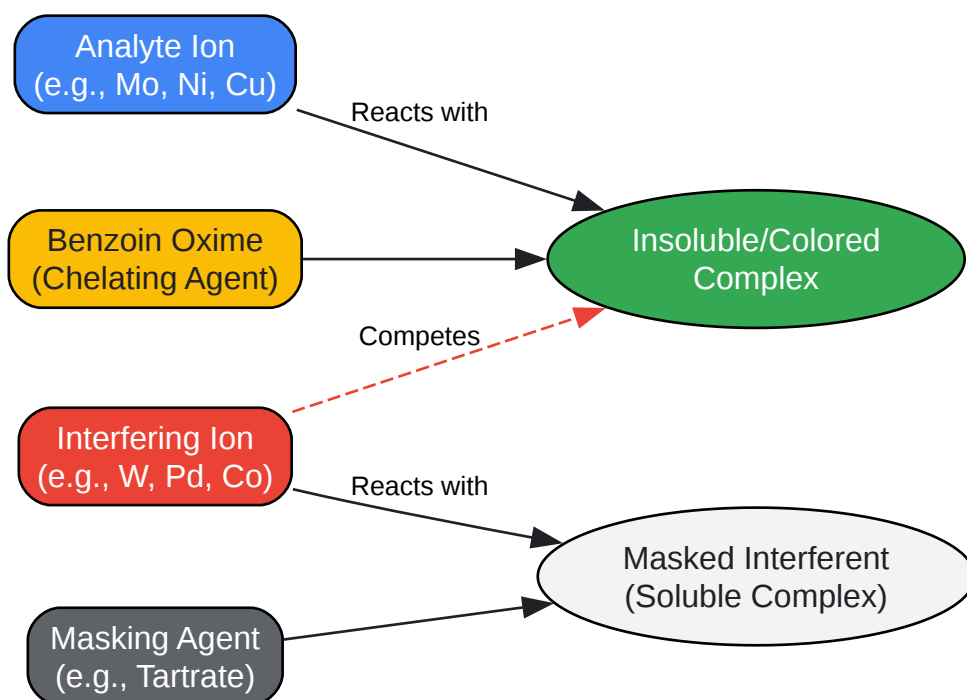 Analyte Ion
(e.g., Mo, Ni, Cu)
Reacts with
Benzoin Oxime
(Chelating Agent)
Insoluble/Colored
Complex
Competes
Interfering Ion
(e.g., W, Pd, Co)
Reacts with
Masked Interferent
(Soluble Complex)
Masking Agent
(e.g., Tartrate)